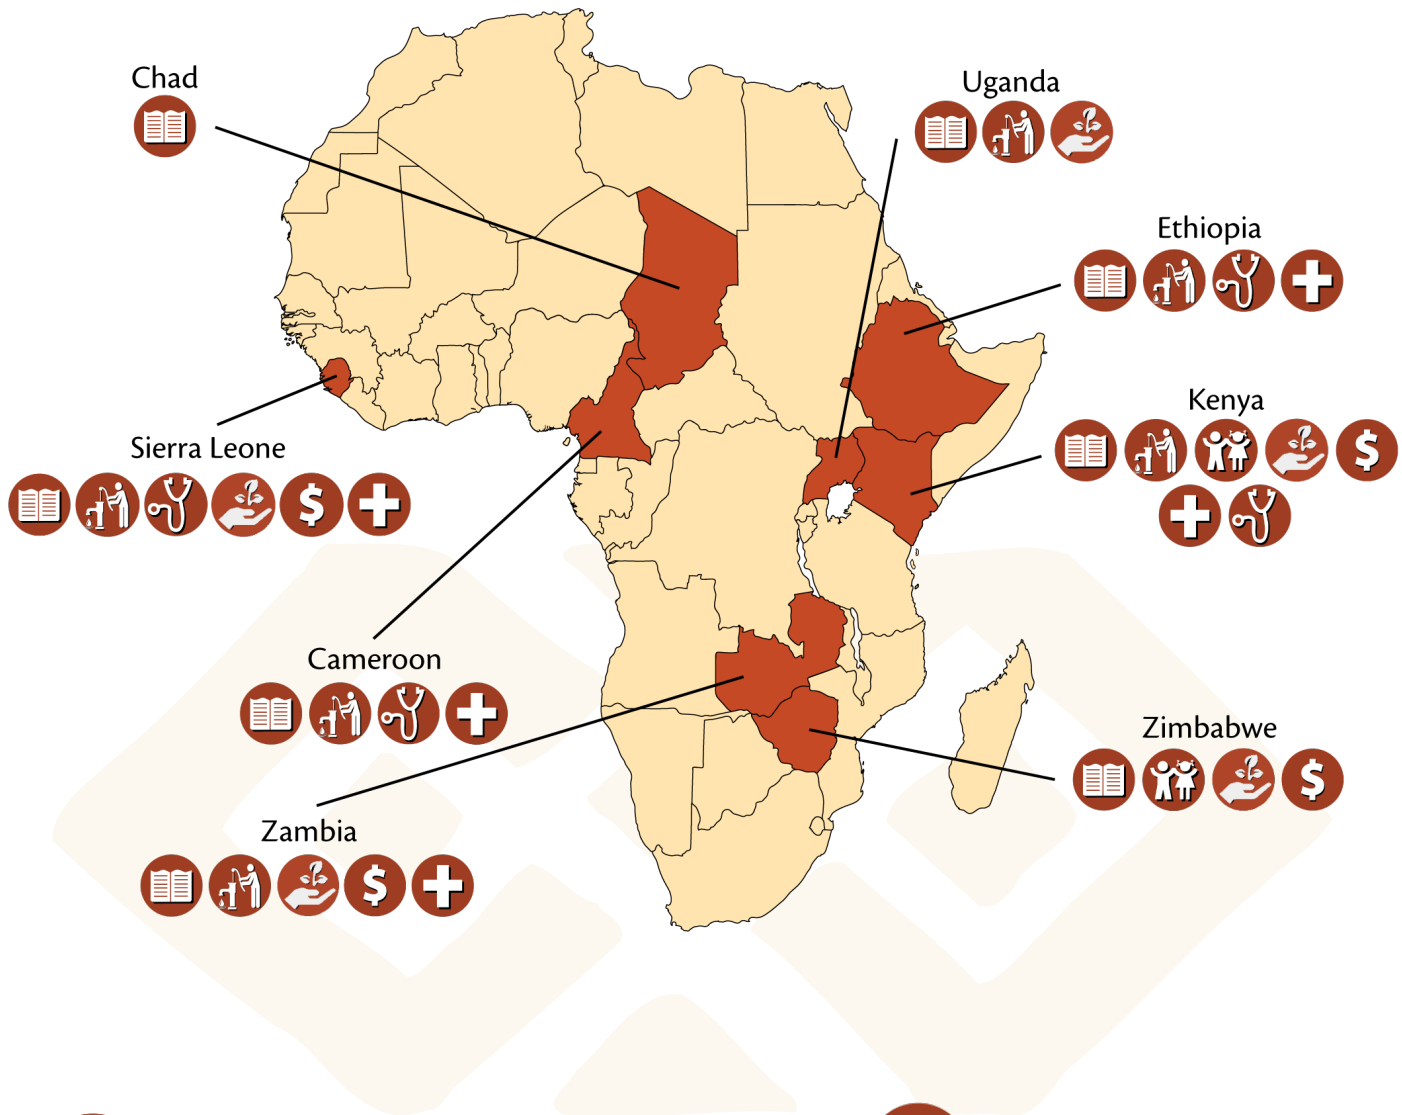 Chad
Uganda
Ethiopia
Kenya
Sierra Leone
Cameroon
Zimbabwe
Zambia